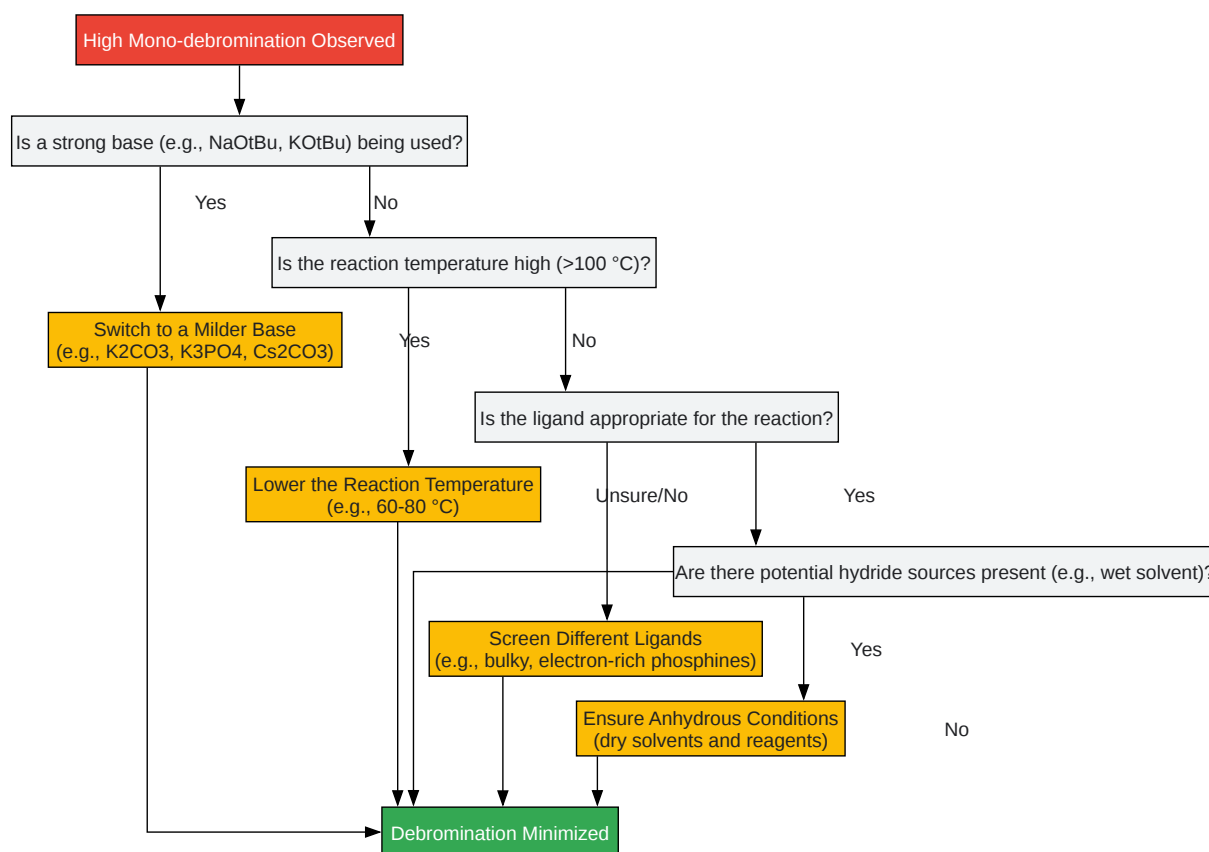 High Mono-debromination Observed
Is a strong base (e.g., NaOtBu, KOtBu) being used?
Yes
No
Is the reaction temperature high (>100 °C)?
Switch to a Milder Base
(e.g., K2CO3, K3PO4, Cs2CO3)
Yes
No
Is the ligand appropriate for the reaction?
Lower the Reaction Temperature
(e.g., 60-80 °C)
Unsure/No
Yes
Are there potential hydride sources present (e.g., wet solvent)?
Screen Different Ligands
(e.g., bulky, electron-rich phosphines)
Yes
Ensure Anhydrous Conditions
(dry solvents and reagents)
No
Debromination Minimized